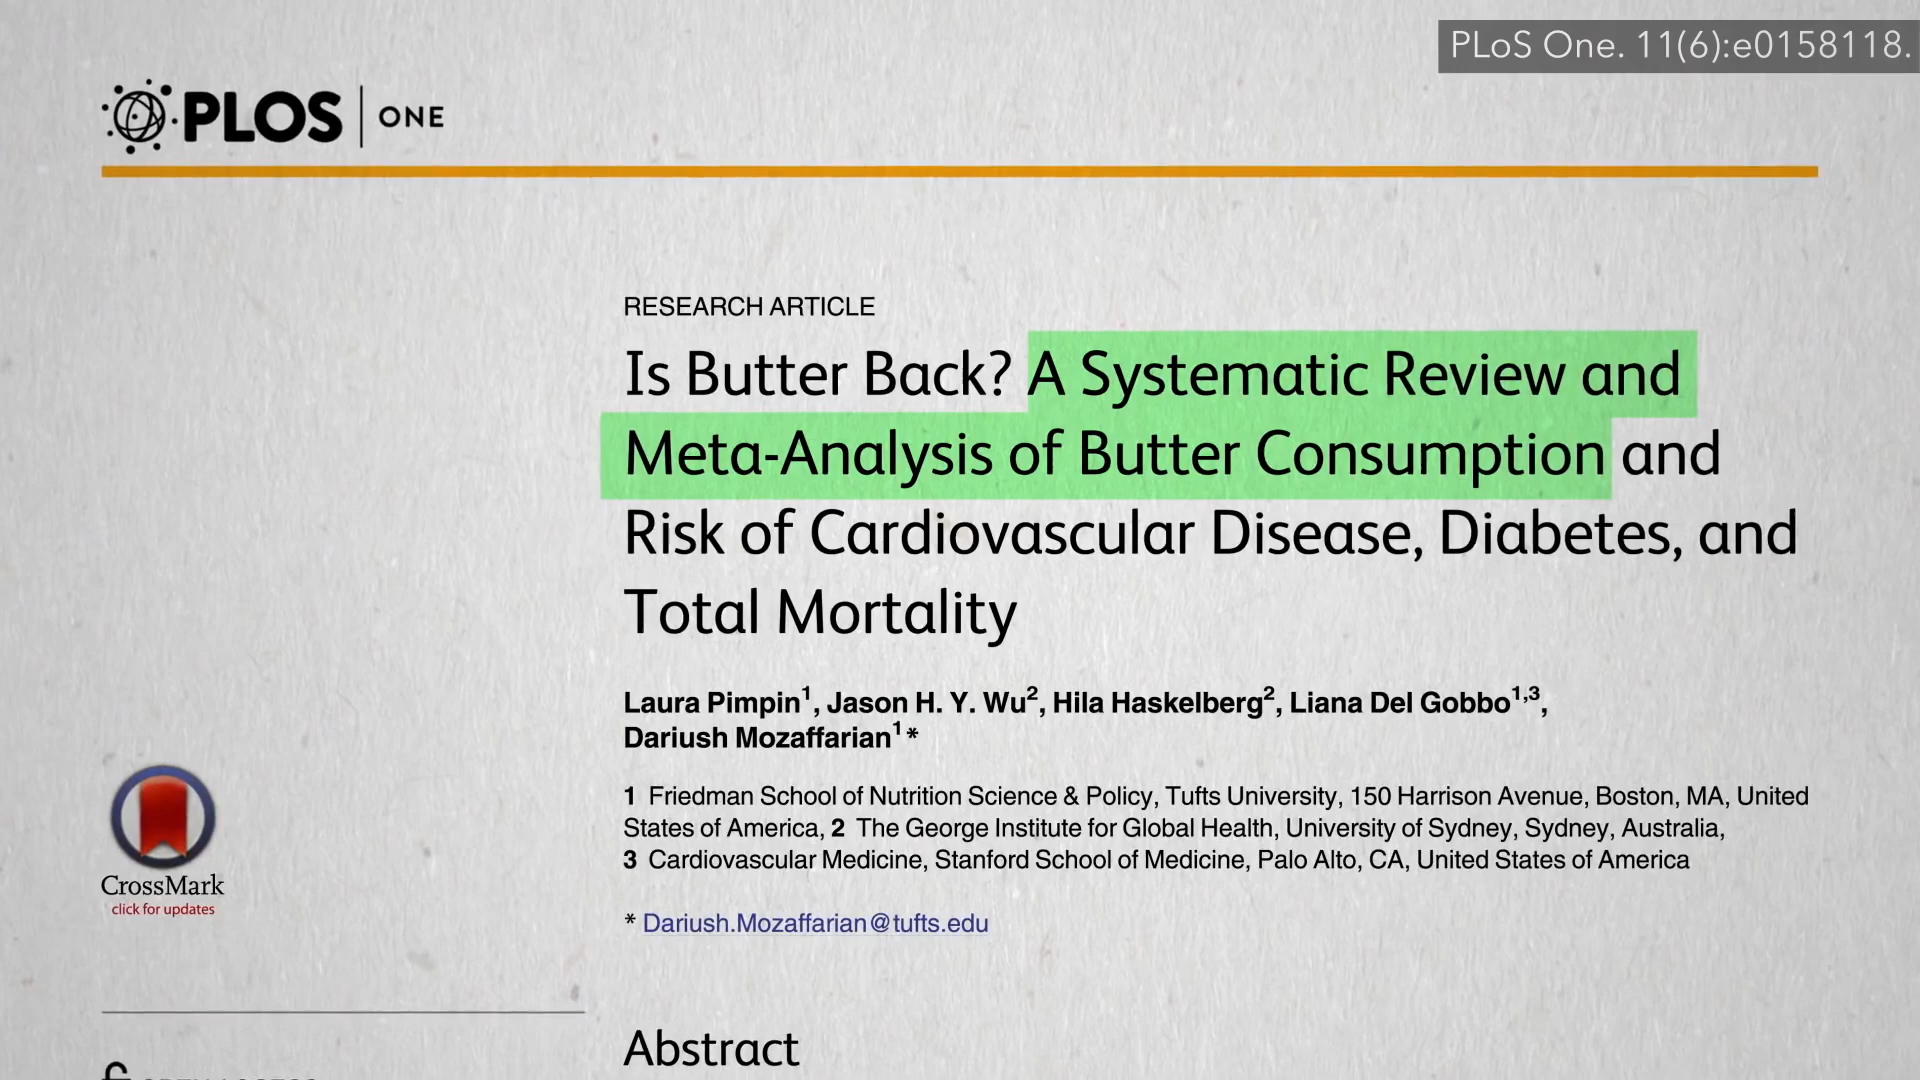 PLoS One. 11(6):e0158118.
PLOS ONE
RESEARCH ARTICLE
Is Butter Back? A Systematic Review and
Meta-Analysis of Butter Consumption and
Risk of Cardiovascular Disease, Diabetes, and
Total Mortality
Laura Pimpin1, Jason H. Y. Wu2, Hila Haskelberg2, Liana Del Gobbo1,3,
Dariush Mozaffarian1*
1 Friedman School of Nutrition Science & Policy, Tufts University, 150 Harrison Avenue, Boston, MA, United
States of America, 2 The George Institute for Global Health, University of Sydney, Sydney, Australia,
3 Cardiovascular Medicine, Stanford School of Medicine, Palo Alto, CA, United States of America
CrossMark
click for updates
* Dariush.Mozaffarian@tufts.edu
Abstract